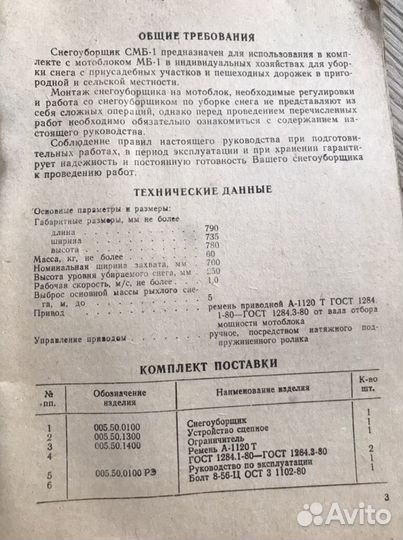 ОБЩИЕ ТРЕБОВАНИЯ
Снегоуборщик СМБ-1 предназначен для использования в комп-
лекте с мотоблоком МБ-1 в индивидуальных хозяйствах для убор-
ки снега с приусадебных участков и пешеходных дорожек в при-
городной и сельской местности.
Монтаж снегоуборщика на мотоблок, необходимые регулировки
и работа со снегоуборщиком по уборке снега не представляют из
себя сложных операций, однако перед проведением перечисленных
работ необходимо обязательно ознакомиться с содержанием на-
стоящего руководства.
Соблюдение правил настоящего руководства при подготови-
тельных работах, в период эксплуатации и при хранении гаранти-
рует надежность и постоянную готовность Вашего снегоуборщика
к проведению работ.
ТЕХНИЧЕСКИЕ ДАННЫЕ
Основные параметры и размеры:
Габаритные размеры, мм не более
длина 790
ширина 735
высота 780
Масса, кг, не более 60
Номинальная ширина захвата, мм 700
Высота уровня убираемого снега, мм 250
Рабочая скорость, м/с, не более 1,0
Выброс основной массы рыхлого сне-
га, м, до 5
Привод ремень приводной А-1120 Т ГОСТ 1284.
1-80—ГОСТ 1284.3-80 от вала отбора
мощности мотоблока
Управление приводом ручное, посредством натяжного под-
пружиненного ролика
КОМПЛЕКТ ПОСТАВКИ
№ пп. Обозначение изделия Наименование изделия К-во шт.
1 005.50.0100 Снегоуборщик 1
2 005.50.1300 Устройство сцепное 1
3 005.50.1400 Ограничитель 1
4 Ремень А-1120 Т
ГОСТ 1284.1-80—ГОСТ 1284.3-80 2
5 005.50.0100 РЭ Руководство по эксплуатации 1
6 Болт 8-56-Ц ОСТ 3 1102-80 1
3
Avito